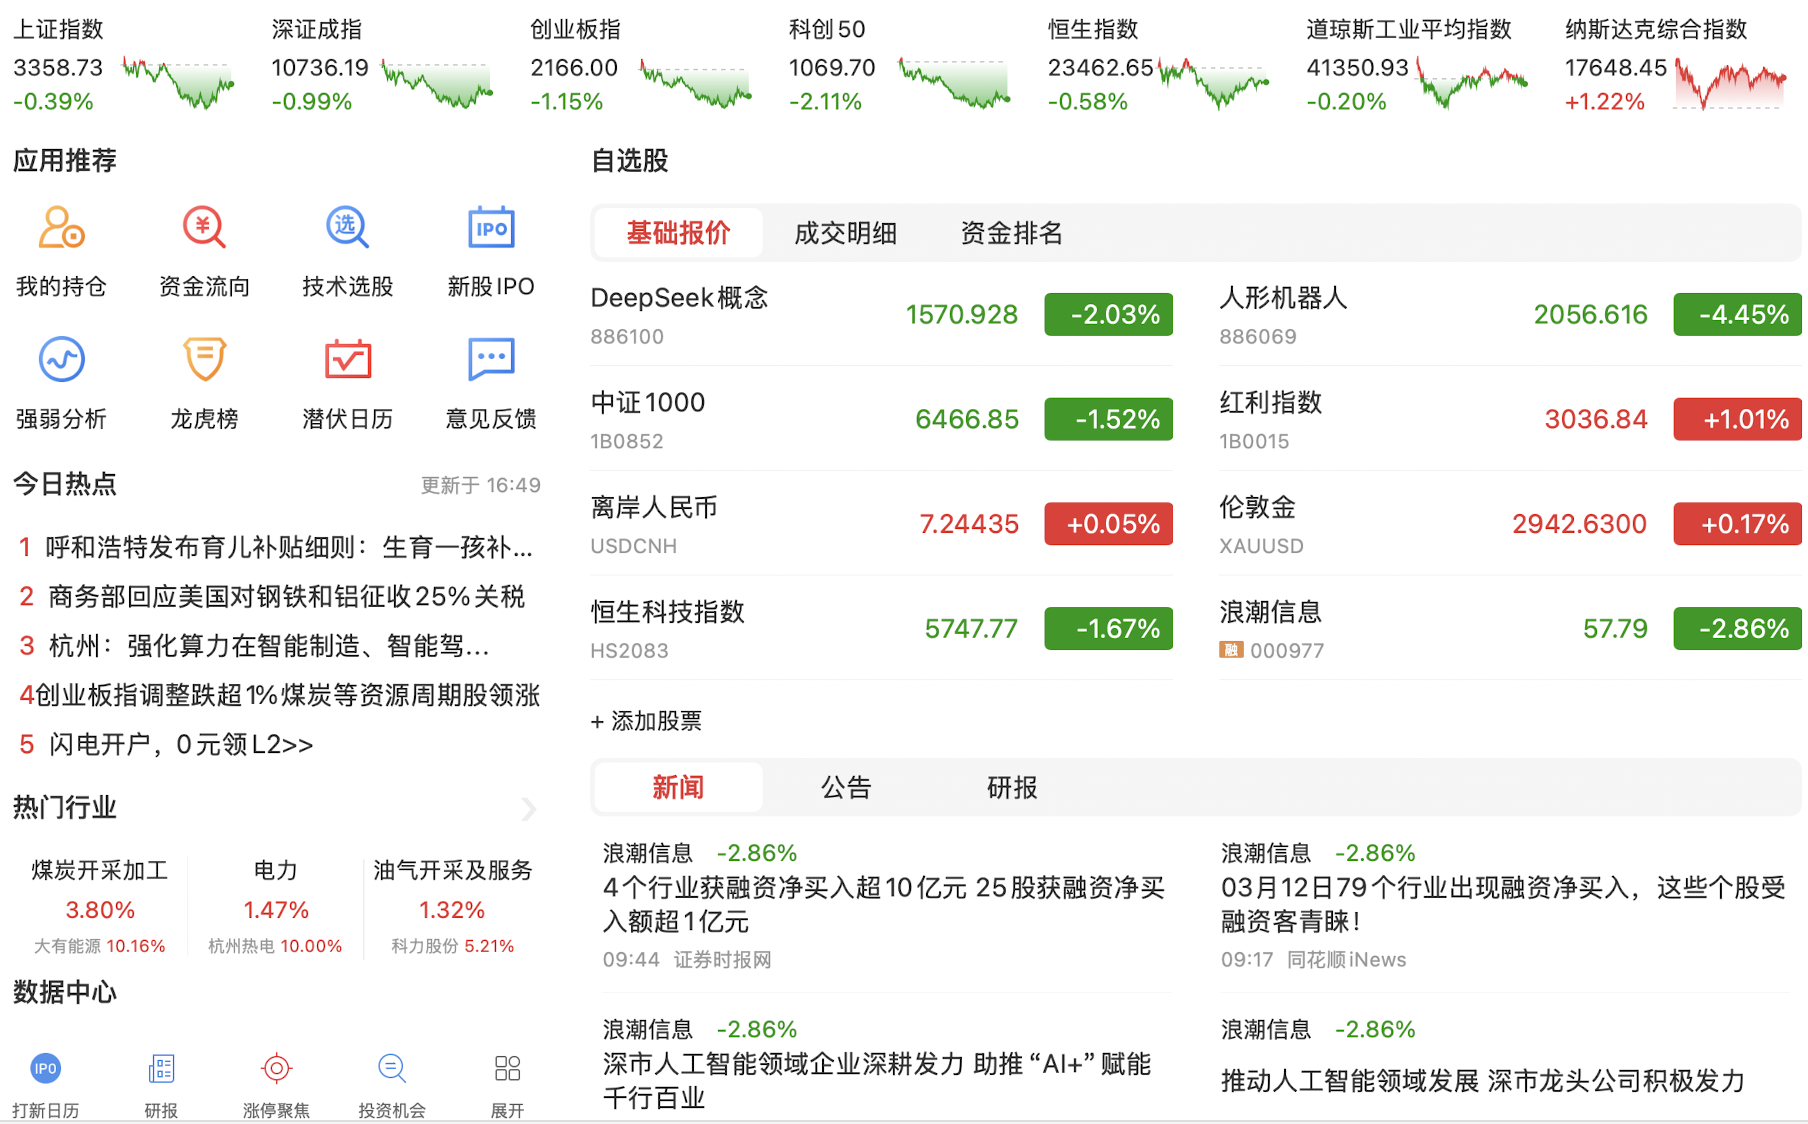 上证指数
3358.73
-0.39%
深证成指
10736.19
-0.99%
创业板指
2166.00
-1.15%
科创50
1069.70
-2.11%
恒生指数
23462.65
-0.58%
道琼斯工业平均指数
41350.93
-0.20%
纳斯达克综合指数
17648.45
+1.22%
应用推荐
¥
选
IPO
我的持仓
资金流向
技术选股
新股IPO
强弱分析
龙虎榜
潜伏日历
意见反馈
今日热点
更新于 16:49
1 呼和浩特发布育儿补贴细则：生育一孩补...
2 商务部回应美国对钢铁和铝征收25%关税
3 杭州：强化算力在智能制造、智能驾...
4创业板指调整跌超1%煤炭等资源周期股领涨
5 闪电开户，0元领L2>>
热门行业
煤炭开采加工
3.80%
大有能源 10.16%
电力
1.47%
杭州热电 10.00%
油气开采及服务
1.32%
科力股份 5.21%
数据中心
IPO
打新日历
研报
涨停聚焦
投资机会
展开
自选股
基础报价 成交明细 资金排名
DeepSeek概念 1570.928 -2.03%
886100
人形机器人 2056.616 -4.45%
886069
中证1000 6466.85 -1.52%
1B0852
红利指数 3036.84 +1.01%
1B0015
离岸人民币 7.24435 +0.05%
USDCNH
伦敦金 2942.6300 +0.17%
XAUUSD
恒生科技指数 5747.77 -1.67%
HS2083
浪潮信息 57.79 -2.86%
融 000977
+ 添加股票
新闻 公告 研报
浪潮信息 -2.86%
4个行业获融资净买入超10亿元 25股获融资净买
入额超1亿元
09:44 证券时报网
浪潮信息 -2.86%
03月12日79个行业出现融资净买入，这些个股受
融资客青睐！
09:17 同花顺iNews
浪潮信息 -2.86%
深市人工智能领域企业深耕发力 助推“AI+”赋能
千行百业
浪潮信息 -2.86%
推动人工智能领域发展 深市龙头公司积极发力